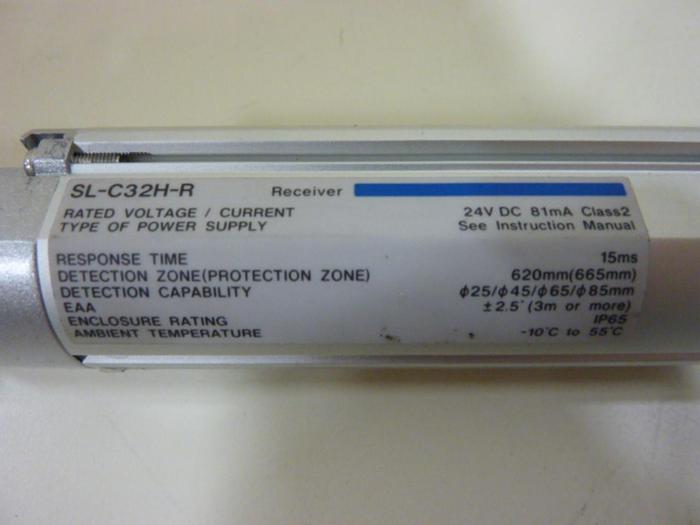 SL-C32H-R Receiver
RATED VOLTAGE / CURRENT 24V DC 81mA Class2
TYPE OF POWER SUPPLY See Instruction Manual
RESPONSE TIME 15ms
DETECTION ZONE(PROTECTION ZONE) 620mm(665mm)
DETECTION CAPABILITY ϕ25/ϕ45/ϕ65/ϕ85mm
EAA ±2.5° (3m or more)
ENCLOSURE RATING IP65
AMBIENT TEMPERATURE -10°C to 55°C